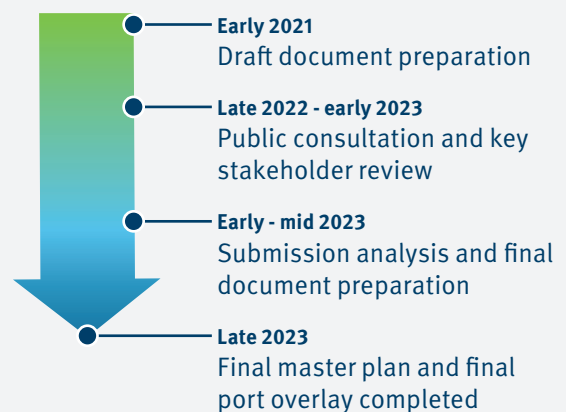 Early 2021
Draft document preparation
Late 2022 - early 2023
Public consultation and key
stakeholder review
Early - mid 2023
Submission analysis and final
document preparation
Late 2023
Final master plan and final
port overlay completed